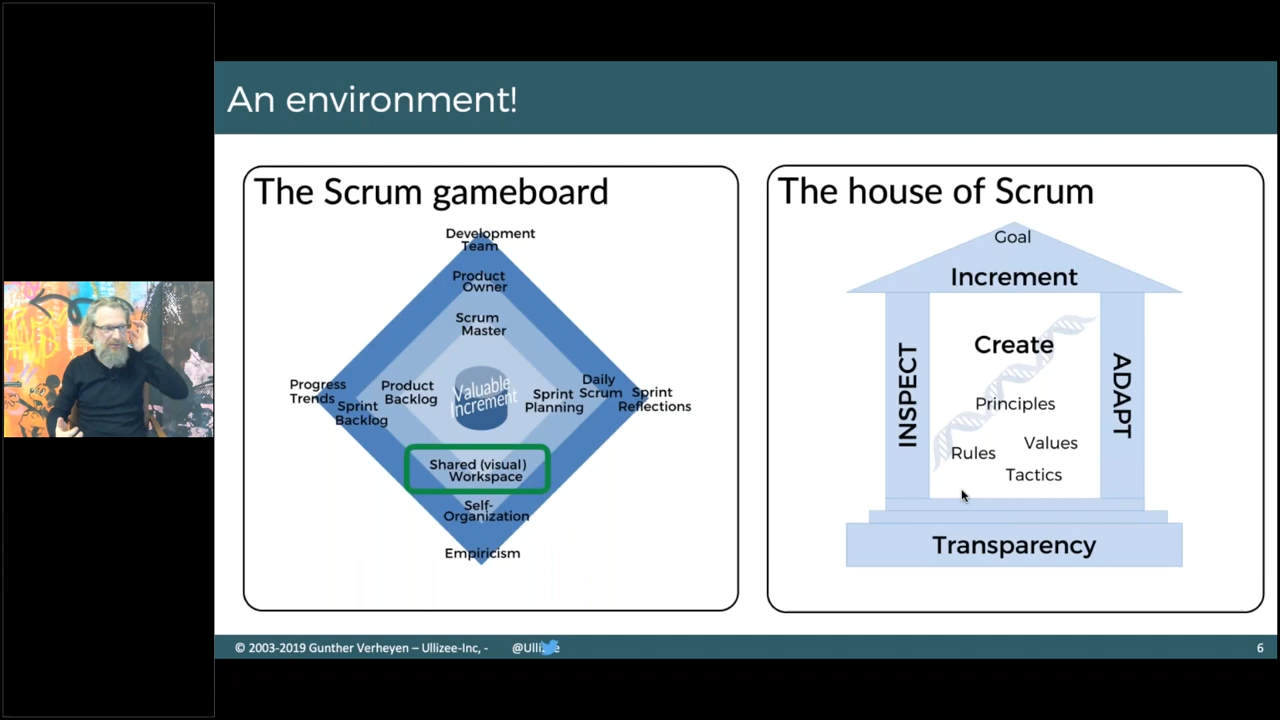 An environment!
The Scrum gameboard
Development
Team
Product
Owner
Scrum
Master
Progress
Trends
Sprint
Backlog
Product
Backlog
Valuable
Increment
Sprint
Planning
Daily
Scrum
Sprint
Reflections
Shared (visual)
Workspace
Self-
Organization
Empiricism
The house of Scrum
Goal
Increment
INSPECT
Create
Principles
Rules
Values
Tactics
ADAPT
Transparency
© 2003-2019 Gunther Verheyen – Ullizee-Inc, -
6